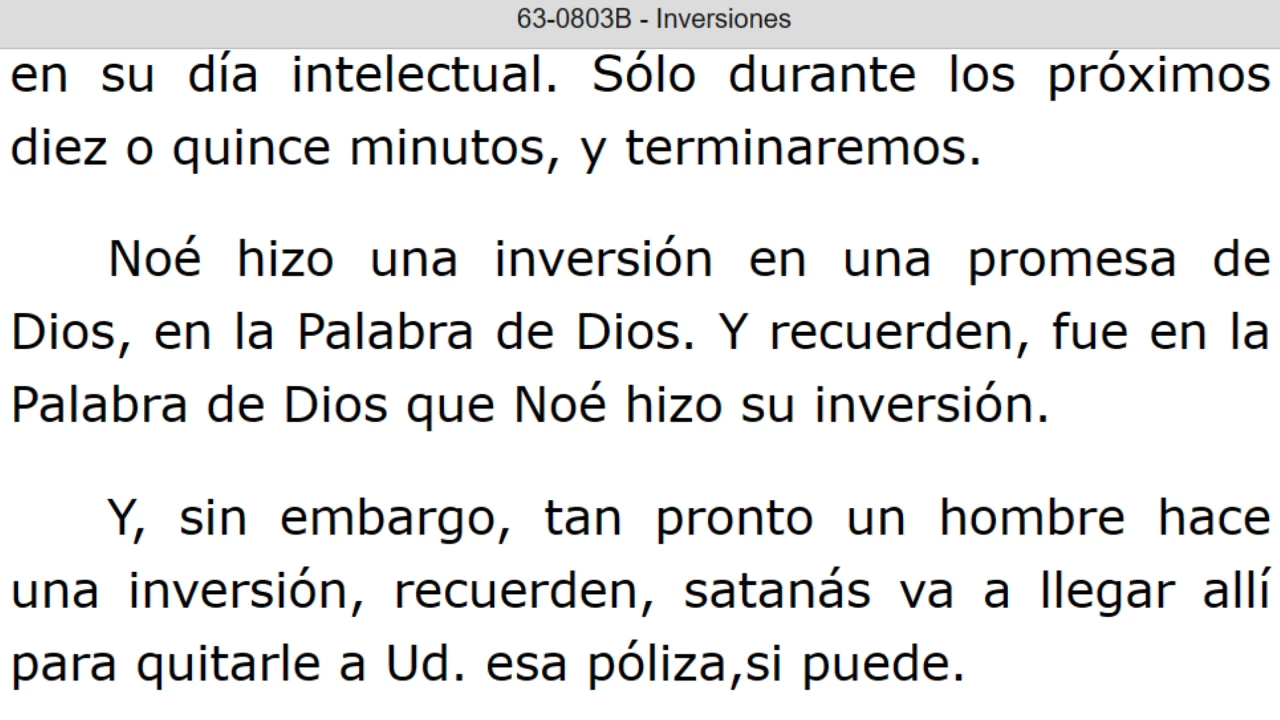 63-0803B - Inversiones
en su día intelectual. Sólo durante los próximos
diez o quince minutos, y terminaremos.
Noé hizo una inversión en una promesa de
Dios, en la Palabra de Dios. Y recuerden, fue en la
Palabra de Dios que Noé hizo su inversión.
Y, sin embargo, tan pronto un hombre hace
una inversión, recuerden, satanás va a llegar allí
para quitarle a Ud. esa póliza,si puede.